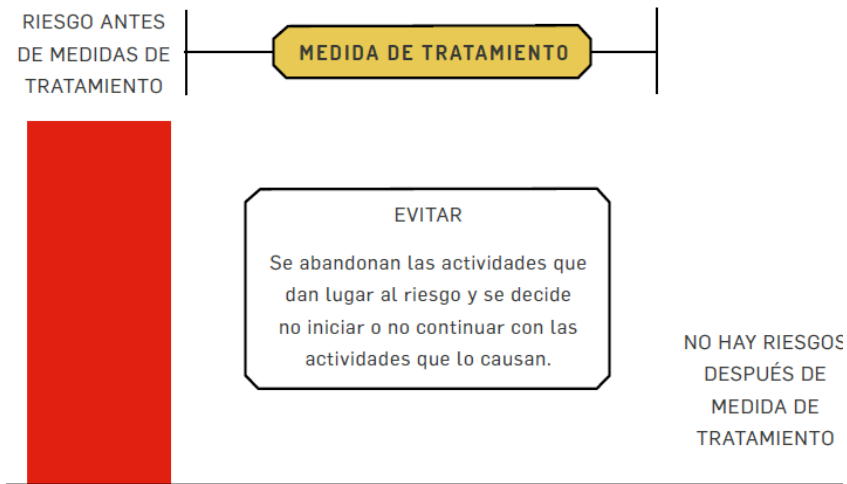 RIESGO ANTES
DE MEDIDAS DE
TRATAMIENTO
MEDIDA DE TRATAMIENTO
EVITAR
Se abandonan las actividades que
dan lugar al riesgo y se decide
no iniciar o no continuar con las
actividades que lo causan.
NO HAY RIESGOS
DESPUÉS DE
MEDIDA DE
TRATAMIENTO